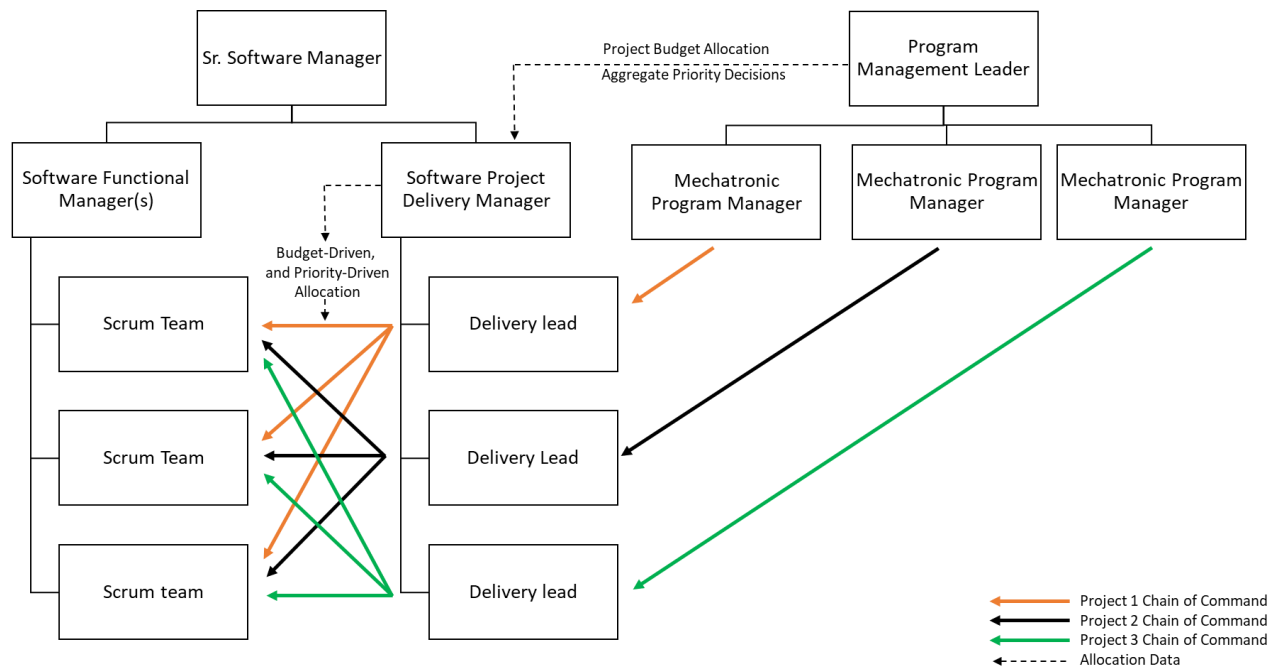 Sr. Software Manager
Project Budget Allocation
Aggregate Priority Decisions
Program
Management Leader
Software Functional
Manager(s)
Software Project
Delivery Manager
Mechatronic
Program Manager
Mechatronic Program
Manager
Mechatronic Program
Manager
Budget-Driven,
and Priority-Driven
Allocation
Scrum Team
Delivery lead
Scrum Team
Delivery Lead
Scrum team
Delivery lead
Project 1 Chain of Command
Project 2 Chain of Command
Project 3 Chain of Command
Allocation Data